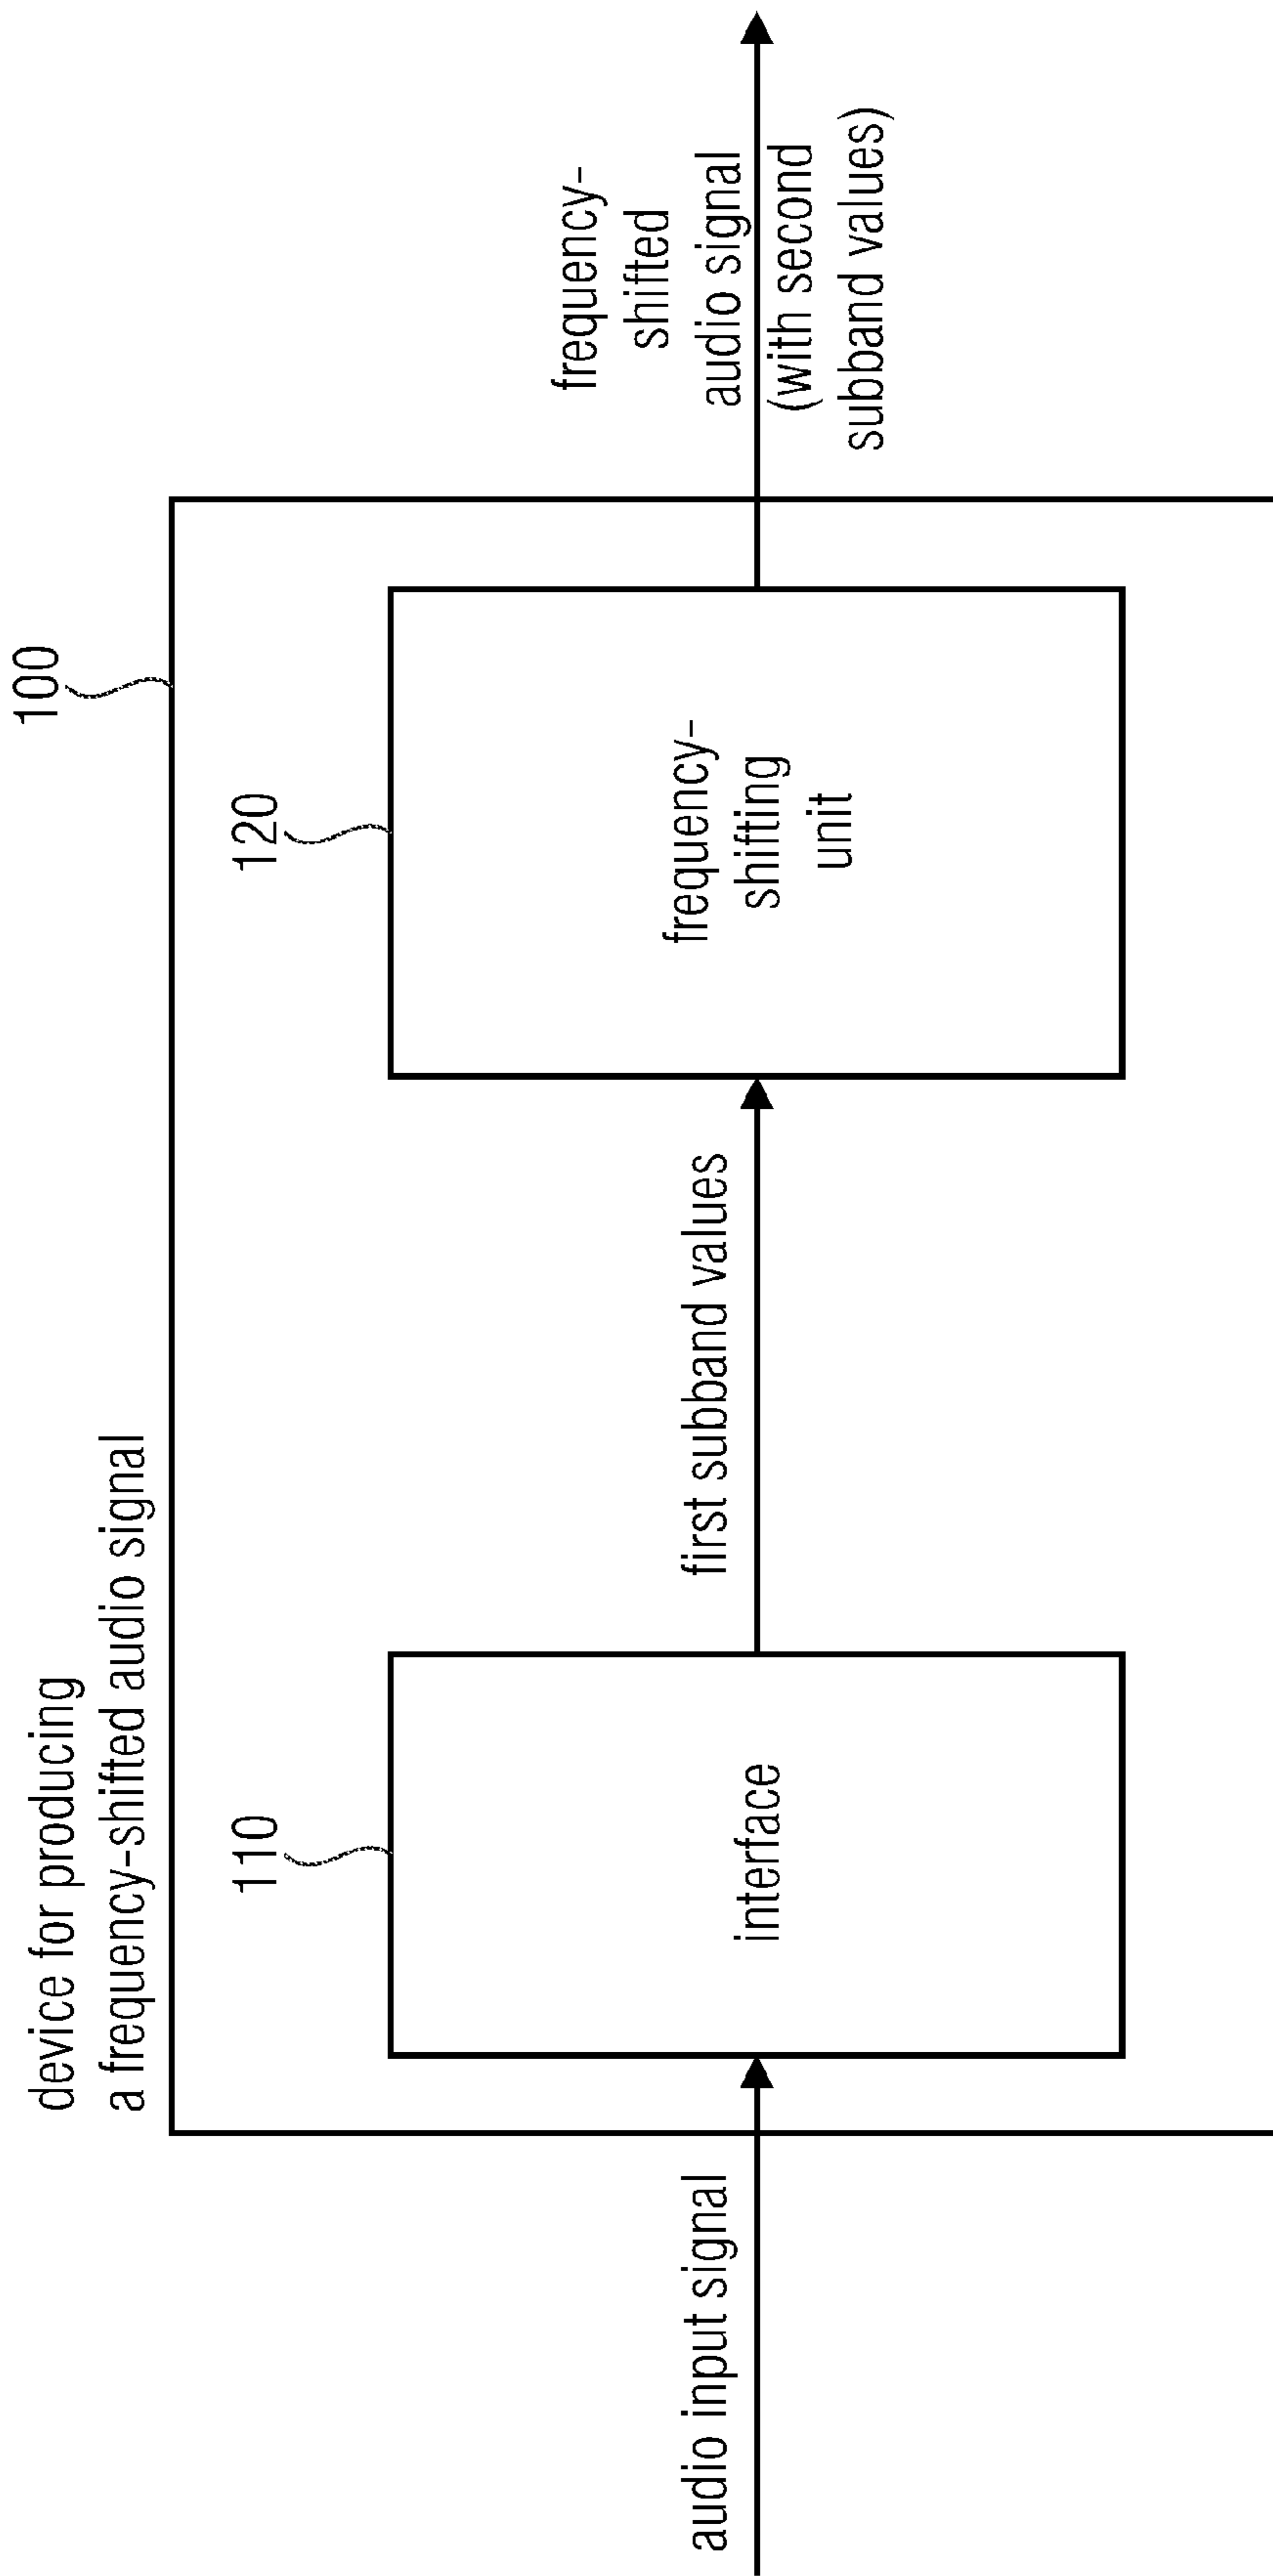 device for producing
a frequency-shifted audio signal
100
audio input signal
110
interface
first subband values
120
frequency-
shifting
unit
frequency-
shifted
audio signal
(with second
subband values)